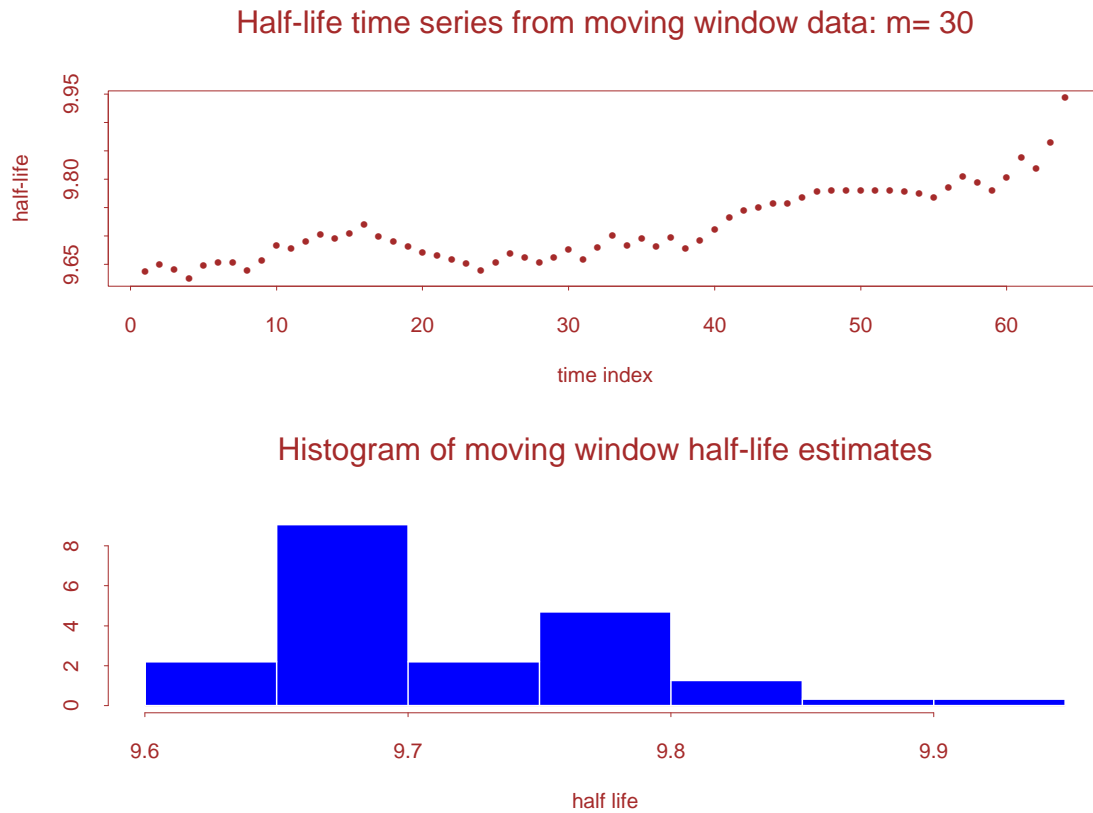 Half-life time series from moving window data: m= 30
half-life
9.95
9.80
9.65
0 10 20 30 40 50 60
time index
Histogram of moving window half-life estimates
8
6
4
2
0
9.6 9.7 9.8 9.9
half life